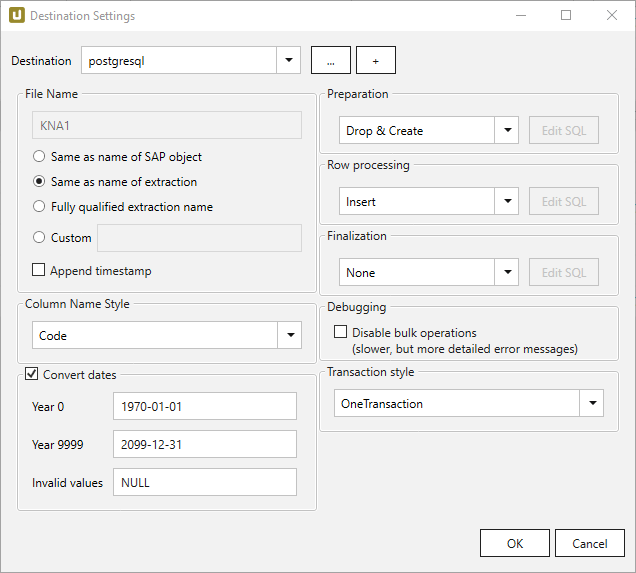 Destination Settings
Destination
postgresql
...
+
File Name
KNA1
Same as name of SAP object
Same as name of extraction
Fully qualified extraction name
Custom
Append timestamp
Column Name Style
Code
Convert dates
Year 0
1970-01-01
Year 9999
2099-12-31
Invalid values
NULL
Preparation
Drop & Create
Edit SQL
Row processing
Insert
Edit SQL
Finalization
None
Edit SQL
Debugging
Disable bulk operations
(slower, but more detailed error messages)
Transaction style
OneTransaction
OK
Cancel